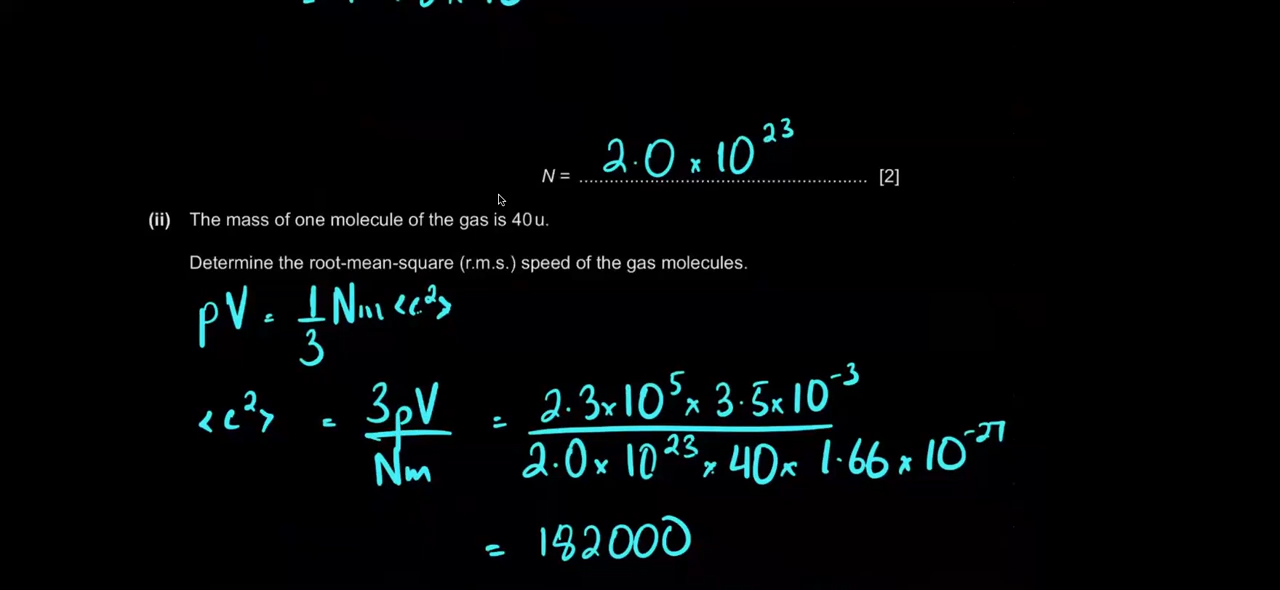 N = 2.0 × 10^23 [2]
(ii) The mass of one molecule of the gas is 40 u.
Determine the root-mean-square (r.m.s.) speed of the gas molecules.
pV = 1/3 Nm <c²>
<c²> = 3pV/Nm = 2.3×10^5 × 3.5×10^-3 / 2.0× 10^23 × 40× 1.66 × 10^-27
= 182000